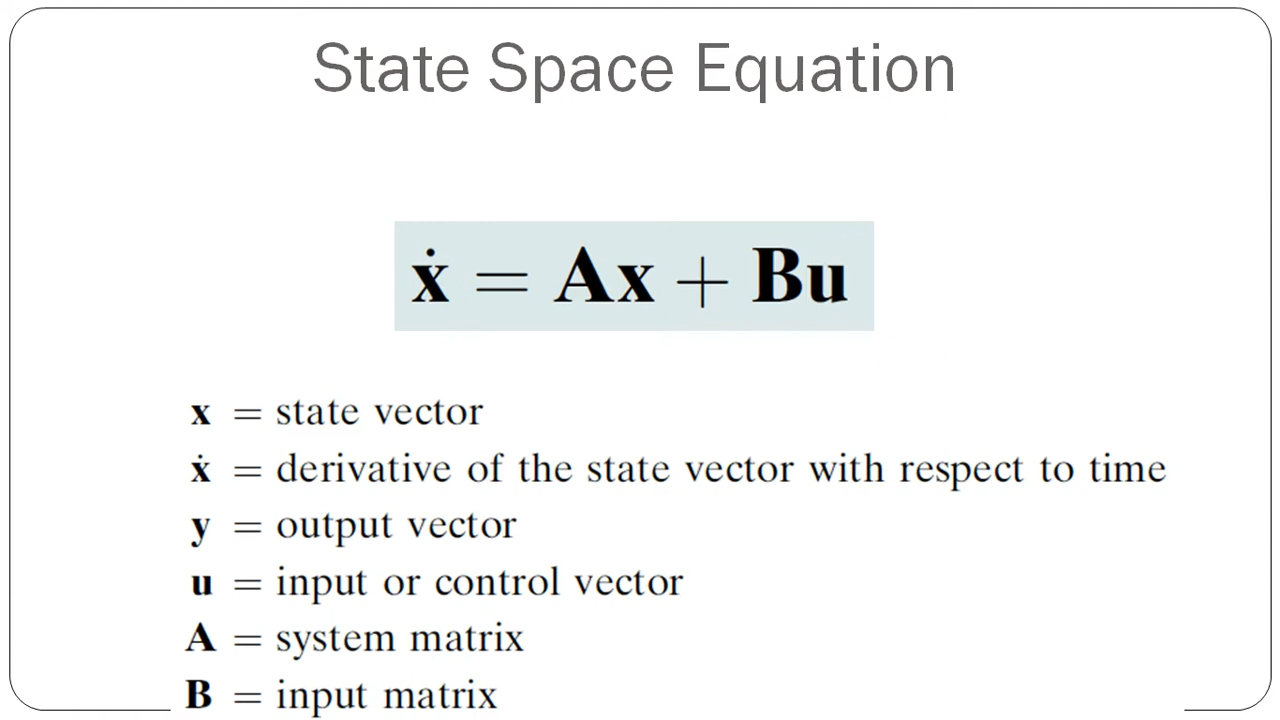 State Space Equation
ẋ = Ax + Bu
x = state vector
ẋ = derivative of the state vector with respect to time
y = output vector
u = input or control vector
A = system matrix
B = input matrix